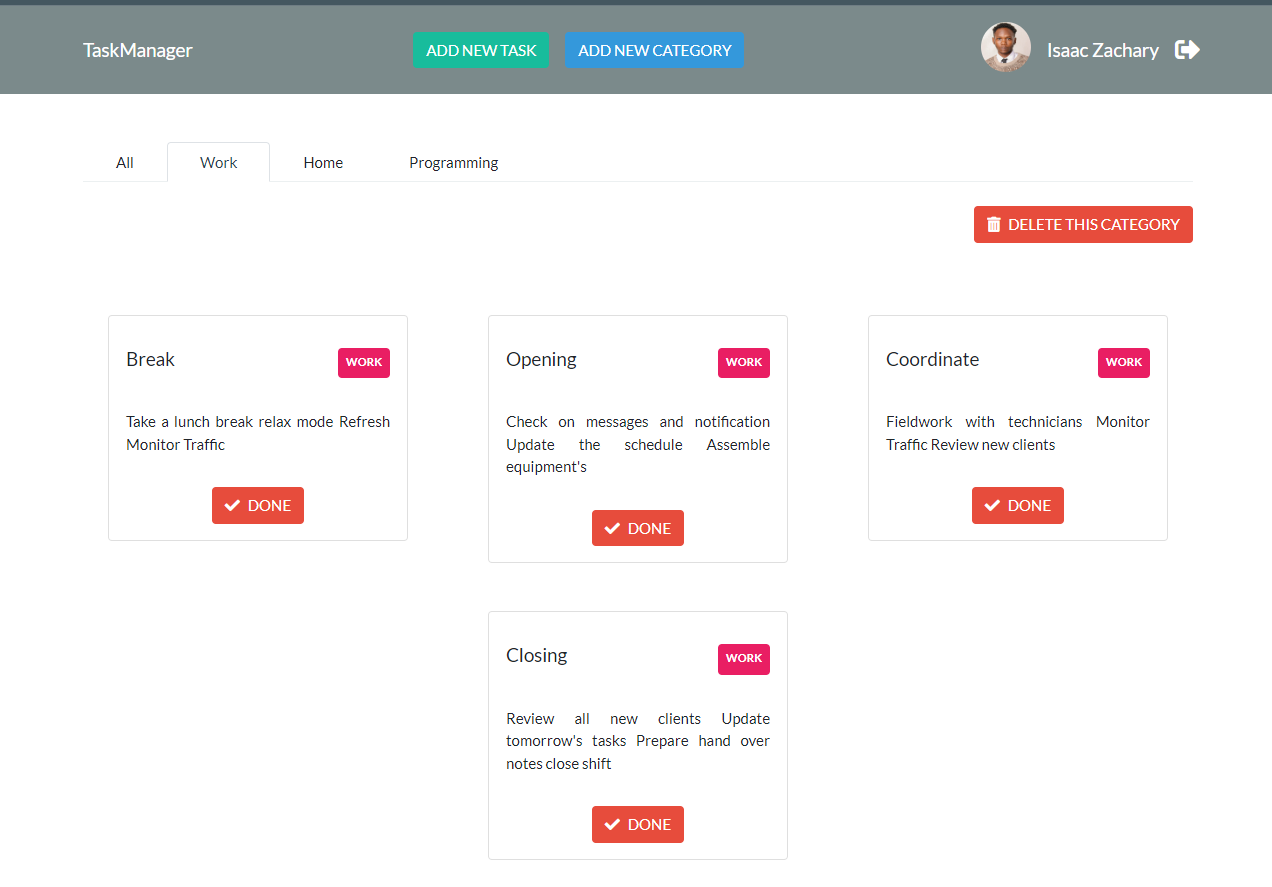 TaskManager
ADD NEW TASK
ADD NEW CATEGORY
Isaac Zachary
All
Work
Home
Programming
DELETE THIS CATEGORY
Break
WORK
Take a lunch break relax mode Refresh
Monitor Traffic
DONE
Opening
WORK
Check on messages and notification
Update the schedule Assemble
equipment's
DONE
Coordinate
WORK
Fieldwork with technicians Monitor
Traffic Review new clients
DONE
Closing
WORK
Review all new clients Update
tomorrow's tasks Prepare hand over
notes close shift
DONE